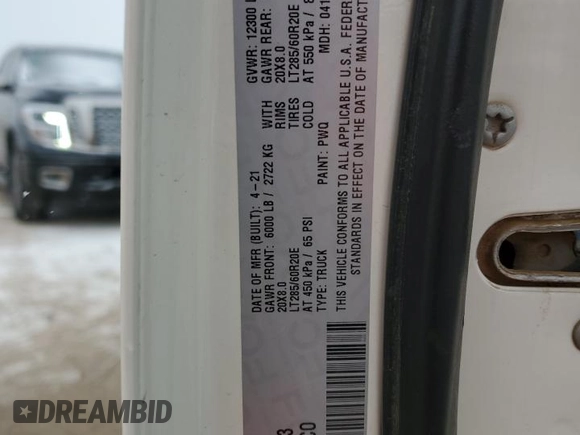 DATE OF MFR (BUILT): 4-21 GVWR: 12300
GAWR FRONT: 6000 LB / 2722 KG WITH GAWR REAR:
20X8.0 RIMS 20X8.0
LT285/60R20E TIRES LT285/60R20E
AT 450 kPa / 65 PSI COLD AT 550 kPa /
TYPE: TRUCK PAINT: PWQ MDH: 041
THIS VEHICLE CONFORMS TO ALL APPLICABLE U.S.A. FEDER
STANDARDS IN EFFECT ON THE DATE OF MANUFACT
DREAMBID